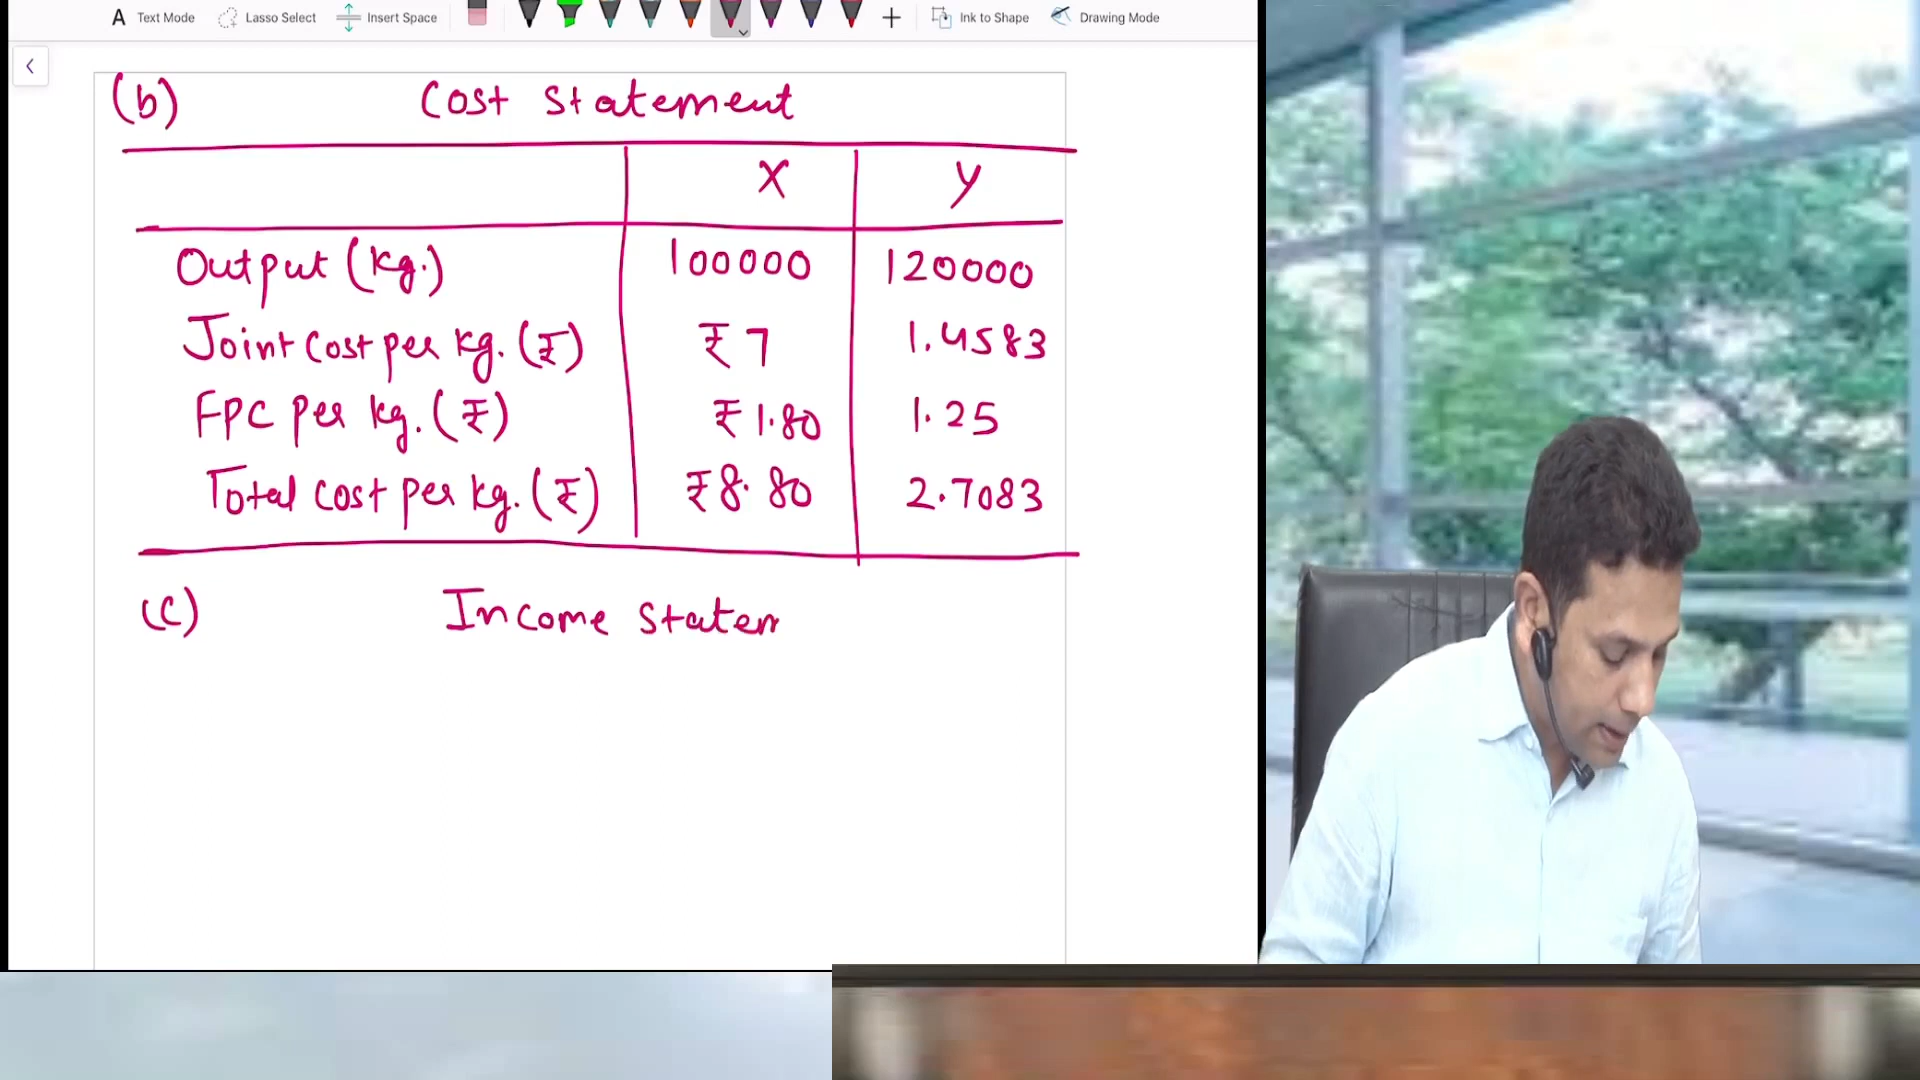 A Text Mode Lasso Select Insert Space Ink to Shape Drawing Mode
(b) Cost Statement
X Y
Output (kg.) 100000 120000
Joint cost per kg. (₹) ₹7 1.4583
FPC per kg. (₹) ₹1.80 1.25
Total cost per kg. (₹) ₹8.80 2.7083
(c) Income Statem